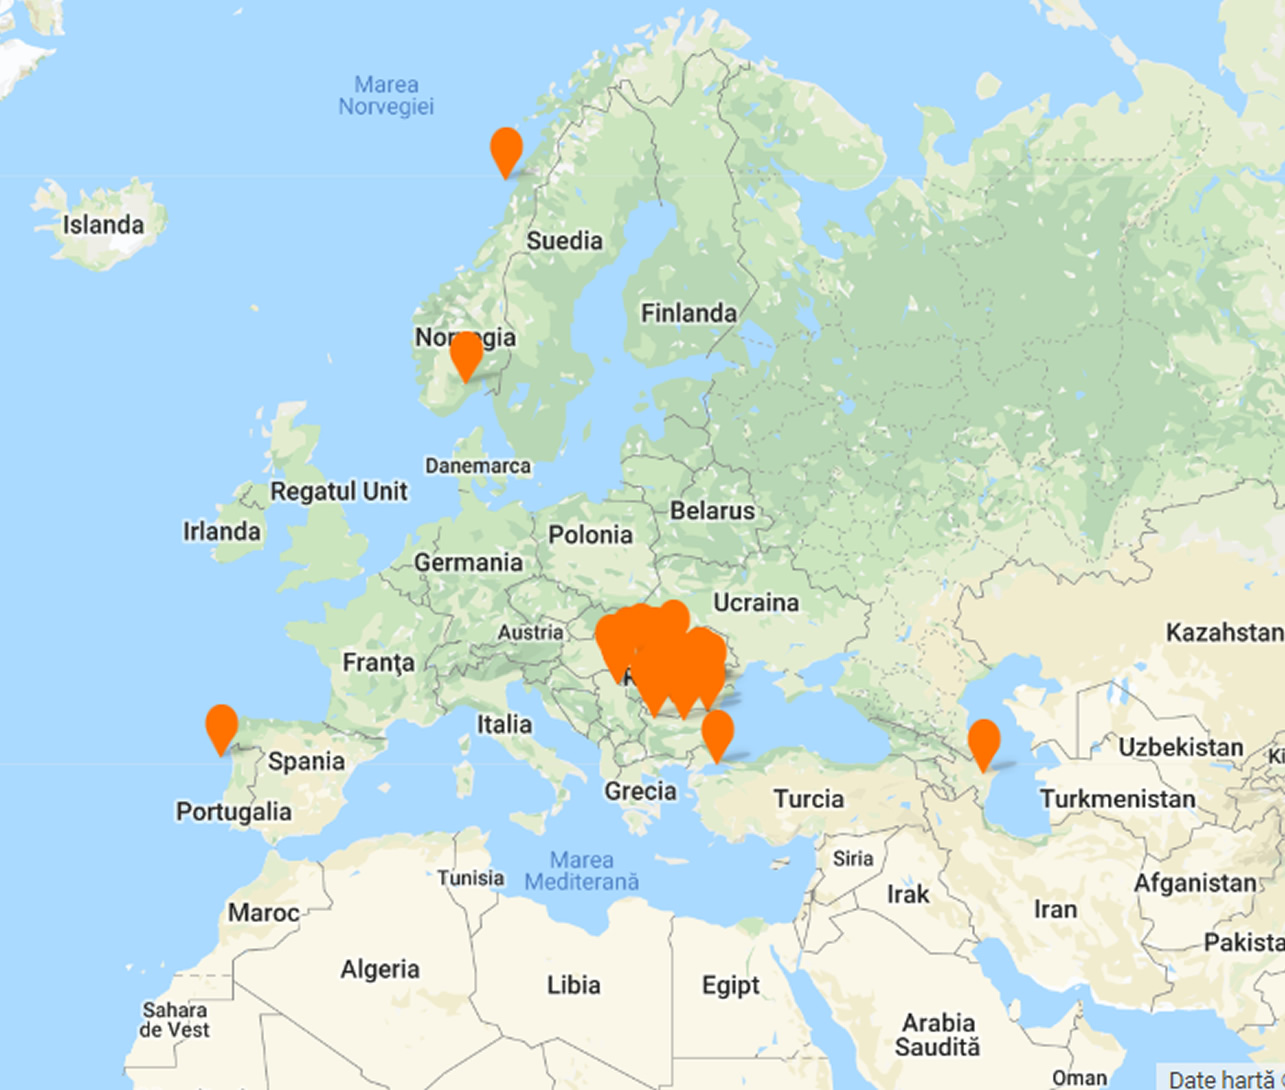 Marea
Norvegiei
Islanda
Suedia
Finlanda
Norvegia
Danemarca
Regatul Unit
Irlanda
Belarus
Polonia
Germania
Ucraina
Austria
Kazahstan
Franţa
Italia
Uzbekistan
Spania
Grecia
Turcia
Turkmenistan
Portugalia
Siria
Marea
Mediterană
Tunisia
Afganistan
Irak
Iran
Maroc
Pakista
Algeria
Libia
Egipt
Sahara
de Vest
Arabia
Saudită
Oman
Date hartă